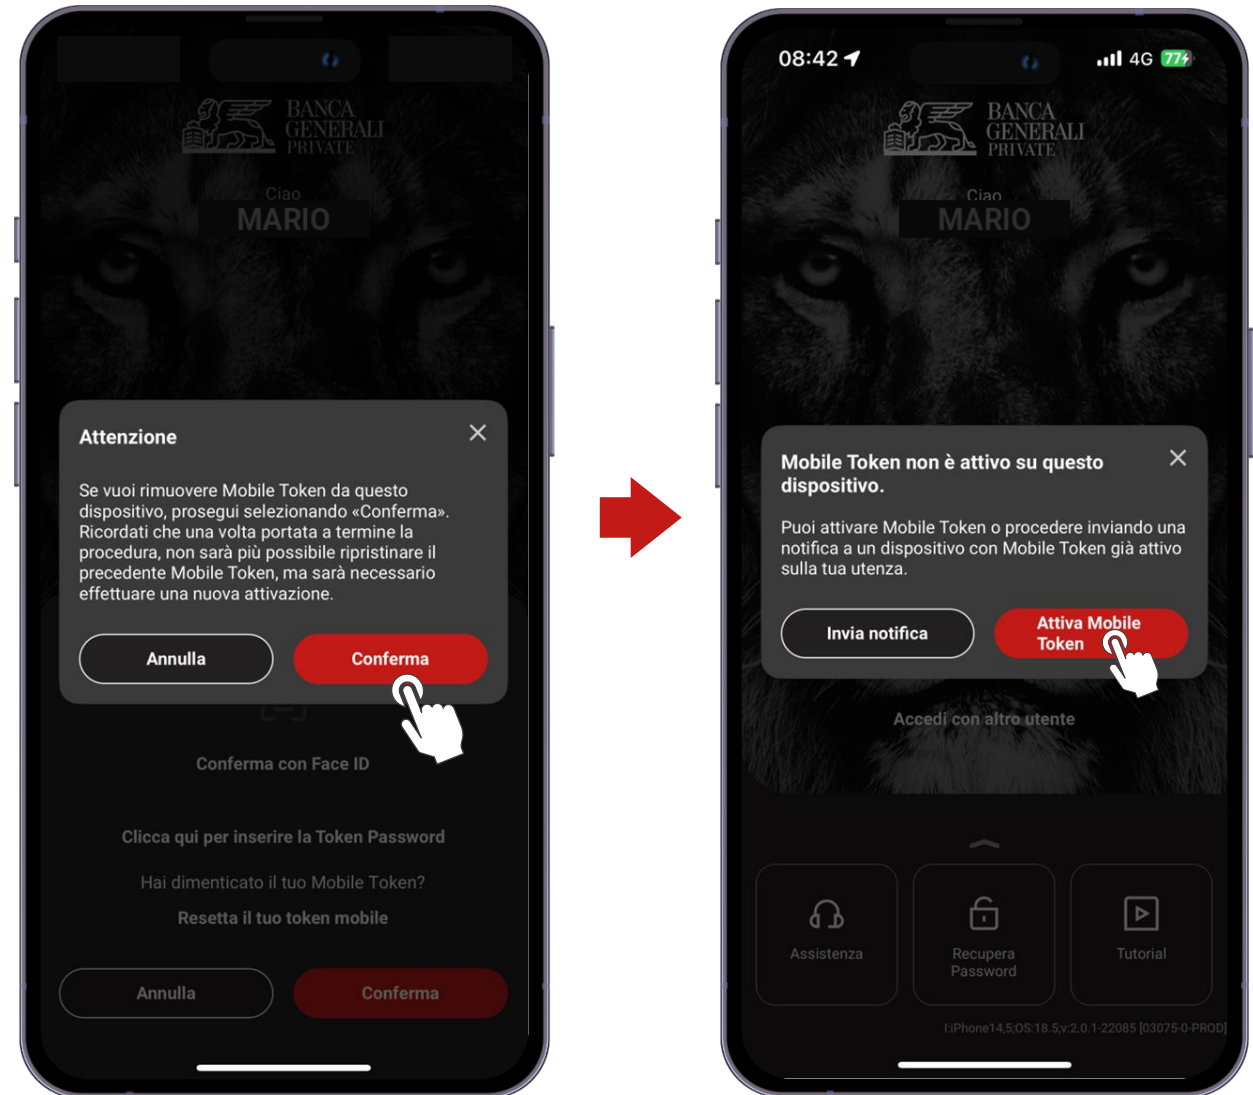 BANCA
GENERALI
PRIVATE
Ciao
MARIO
Attenzione
Se vuoi rimuovere Mobile Token da questo
dispositivo, prosegui selezionando «Conferma».
Ricordati che una volta portata a termine la
procedura, non sarà più possibile ripristinare il
precedente Mobile Token, ma sarà necessario
effettuare una nuova attivazione.
Annulla
Conferma
Conferma con Face ID
Clicca qui per inserire la Token Password
Hai dimenticato il tuo Mobile Token?
Resetta il tuo token mobile
Annulla
Conferma
08:42
4G
77
BANCA
GENERALI
PRIVATE
Ciao
MARIO
Mobile Token non è attivo su questo
dispositivo.
Puoi attivare Mobile Token o procedere inviando una
notifica a un dispositivo con Mobile Token già attivo
sulla tua utenza.
Invia notifica
Attiva Mobile
Token
Accedi con altro utente
Assistenza
Recupera
Password
Tutorial
I:iPhone14,5;OS:18.5;v:2.0.1-22085 [03075-0-PROD]